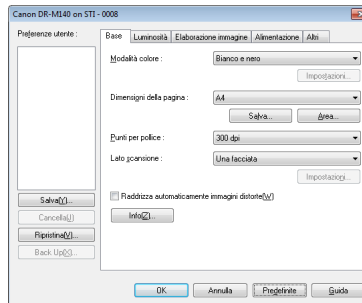 Canon DR-M140 on STI - 0008
Preferenze utente :
Salva[Y]...
Cancella[J]
Ripristina[V]...
Back Up[X]...
Base Luminosità Elaborazione immagine Alimentazione Altri
Modalità colore : Bianco e nero
Impostazioni...
Dimensioni della pagina : A4
Salva... Area...
Punti per pollice : 300 dpi
Lato scansione : Una facciata
Impostazioni...
Raddrizza automaticamente immagini distorte[W]
Info[Z]...
OK Annulla Predefinite Guida